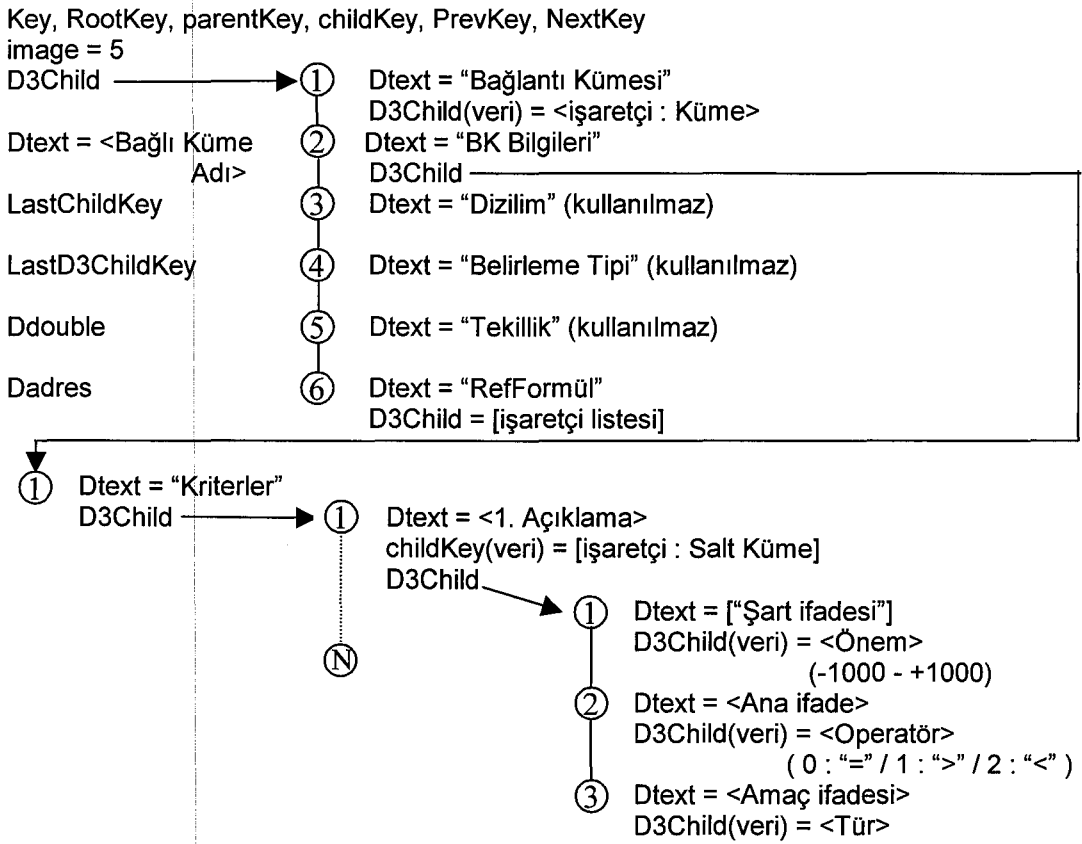 Key, RootKey, parentKey, childKey, PrevKey, NextKey
image = 5
D3Child
1 Dtext = “Bağlantı Kümesi”
D3Child(veri) = <işaretçi : Küme>
Dtext = <Bağlı Küme
Adı>
2 Dtext = “BK Bilgileri”
D3Child
LastChildKey
3 Dtext = “Dizilim” (kullanılmaz)
LastD3ChildKey
4 Dtext = “Belirleme Tipi” (kullanılmaz)
Ddouble
5 Dtext = “Tekillik” (kullanılmaz)
Dadres
6 Dtext = “RefFormül”
D3Child = [işaretçi listesi]
1 Dtext = “Kriterler”
D3Child
1 Dtext = <1. Açıklama>
childKey(veri) = [işaretçi : Salt Küme]
D3Child
1 Dtext = [“Şart ifadesi”]
D3Child(veri) = <Önem>
(-1000 - +1000)
N
2 Dtext = <Ana ifade>
D3Child(veri) = <Operatör>
( 0 : “=” / 1 : “>” / 2 : “<” )
3 Dtext = <Amaç ifadesi>
D3Child(veri) = <Tür>